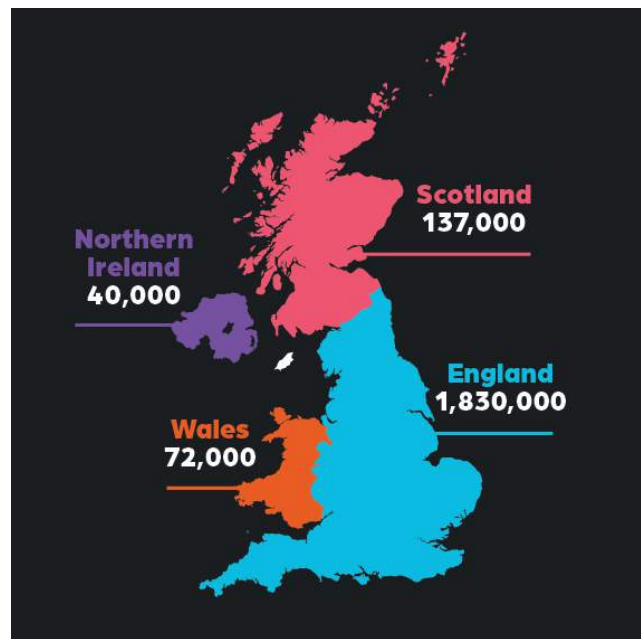 Scotland
137,000
Northern
Ireland
40,000
England
1,830,000
Wales
72,000